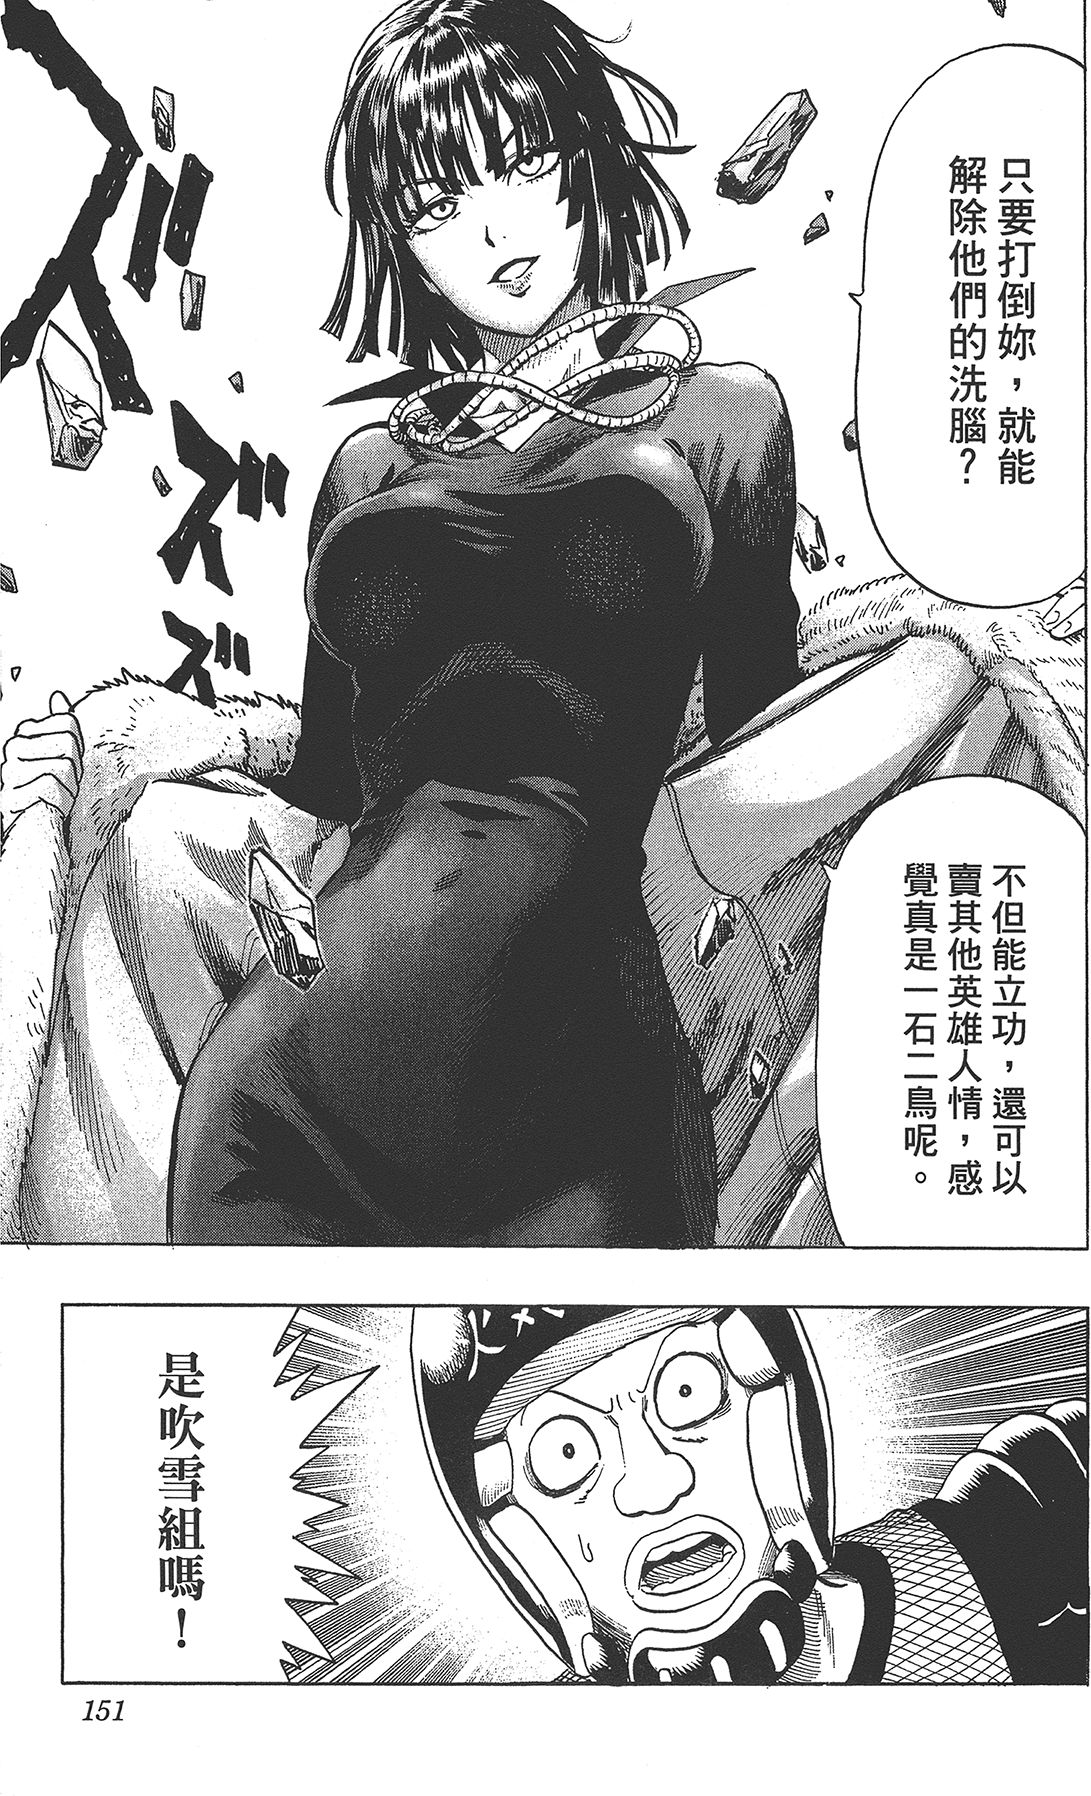 只要打倒妳，就能
解除他們的洗腦？
不但能立功，還可以
賣其他英雄人情，感
覺真是一石二鳥呢。
是吹雪組嗎！
151